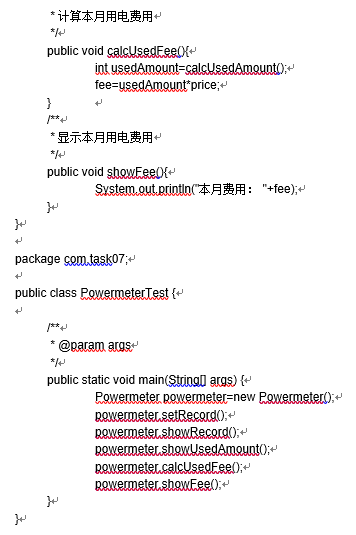 * 计算本月用电费用
*/
public void calcUsedFee(){
int usedAmount=calcUsedAmount();
fee=usedAmount*price;
}
/**
* 显示本月用电费用
*/
public void showFee(){
System.out.println("本月费用： "+fee);
}
}
package com.task07;
public class PowermeterTest {
/**
* @param args
*/
public static void main(String[] args) {
Powermeter powermeter=new Powermeter();
powermeter.setRecord();
powermeter.showRecord();
powermeter.showUsedAmount();
powermeter.calcUsedFee();
powermeter.showFee();
}
}